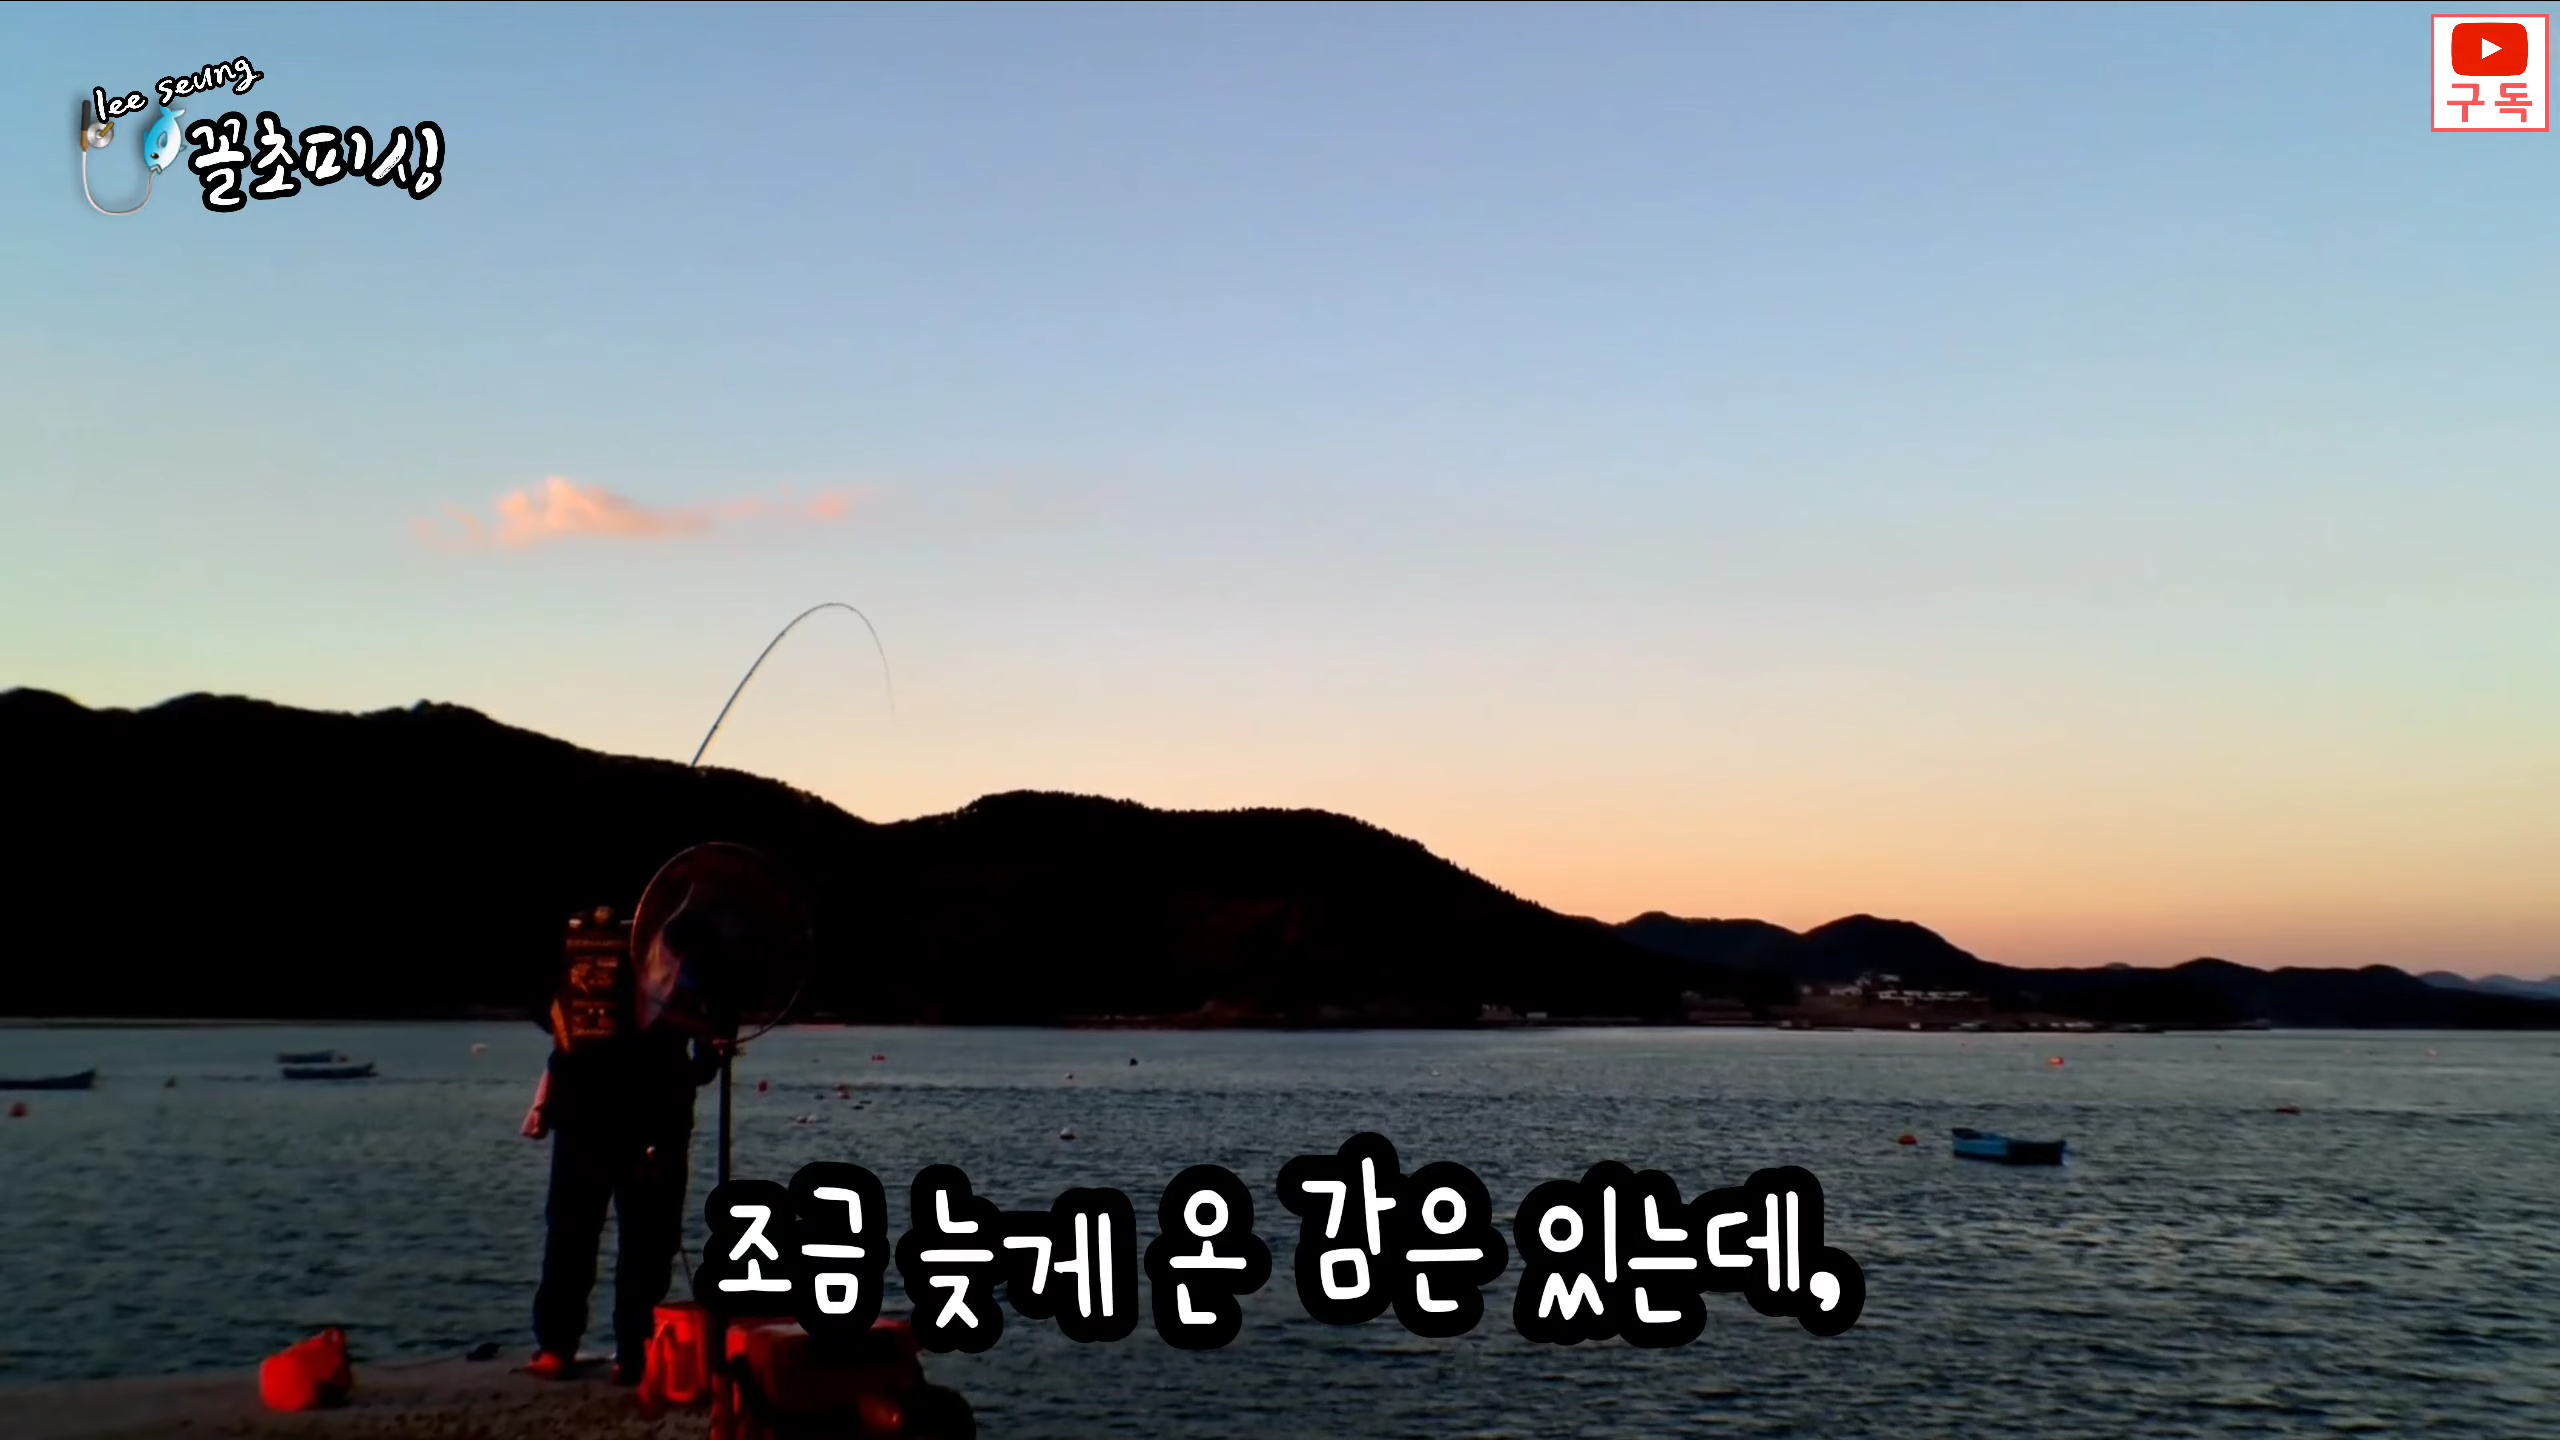 lee seung
꼴초피싱
구독
조금 늦게 온 감은 있는데,